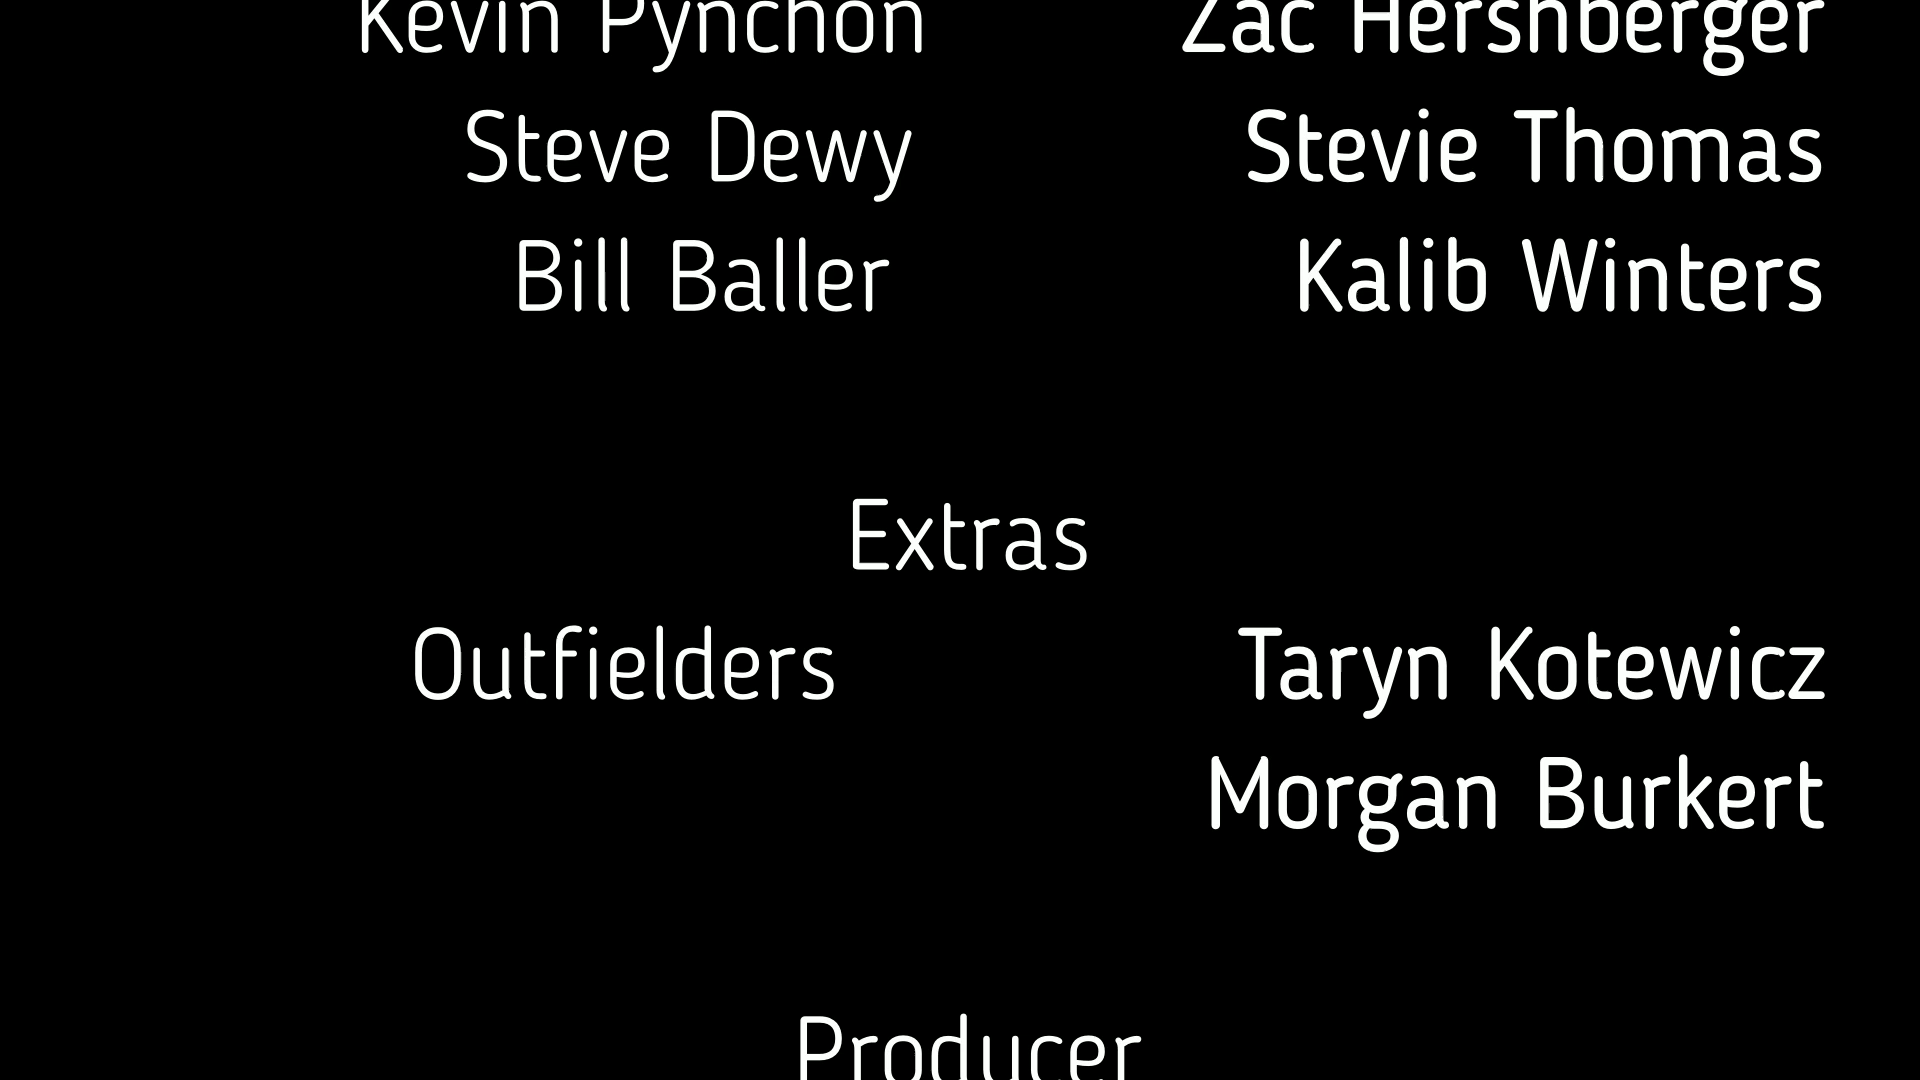 Kevin Pynchon Zac Hershberger
Steve Dewy Stevie Thomas
Bill Baller Kalib Winters
Extras
Outfielders Taryn Kotewicz
Morgan Burkert
Producer